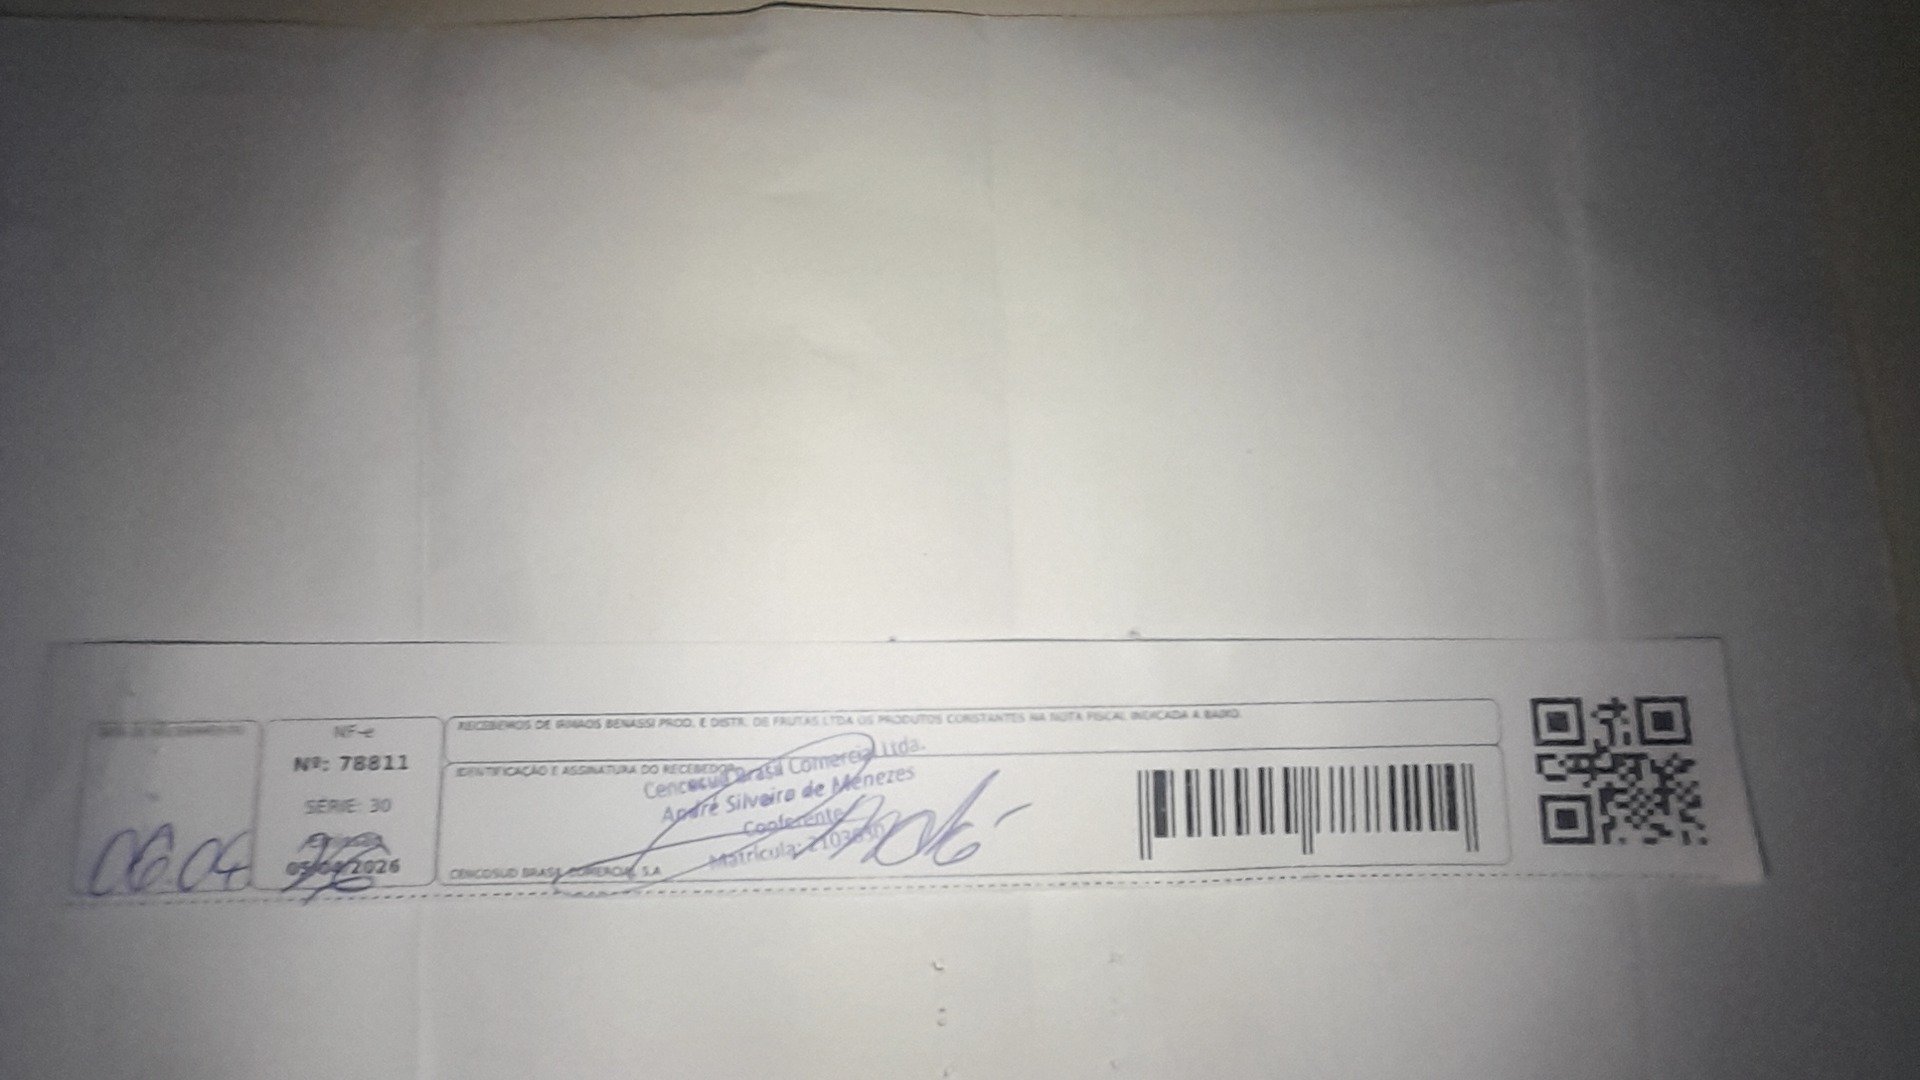 RECEBEMOS DE IRMAOS BENASSI PROD. E DISTR. DE FRUTAS LTDA OS PRODUTOS CONSTANTES NA NOTA FISCAL INDICADA A BAIXO.
NF-e
Nº: 78811
SÉRIE: 30
2026
06.04
IDENTIFICAÇÃO E ASSINATURA DO RECEBEDOR
Cencosud Brasil Comercial Ltda.
André Silveira de Menezes
Conferente
Matrícula:
CENCOSUD BRASIL COMERCIAL S.A